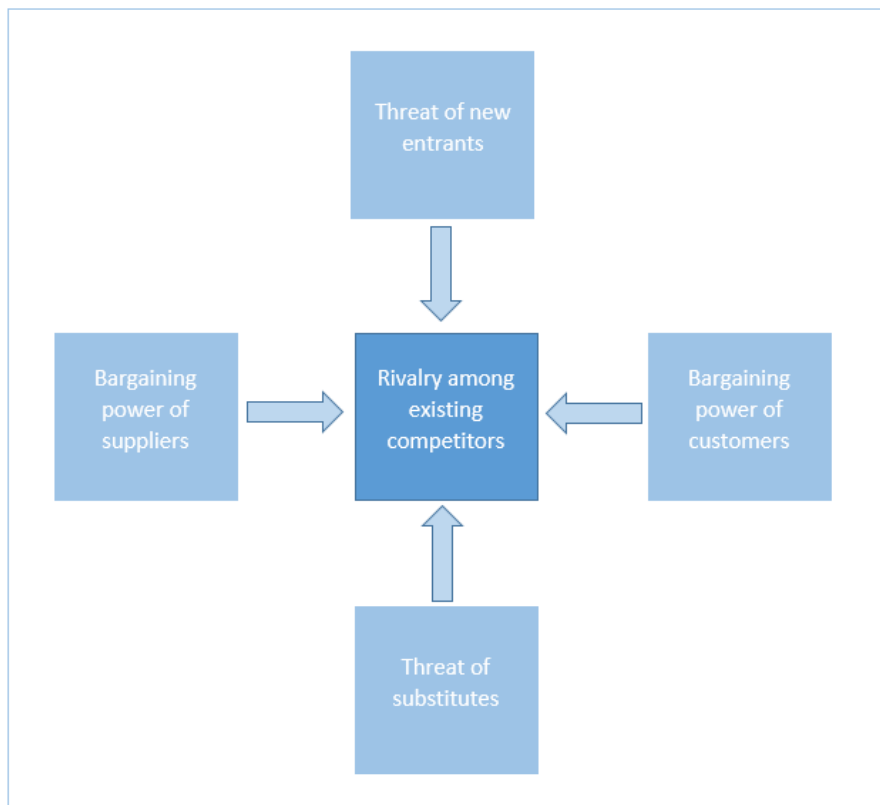 Threat of new
entrants
Bargaining
power of
suppliers
Rivalry among
existing
competitors
Bargaining
power of
customers
Threat of
substitutes